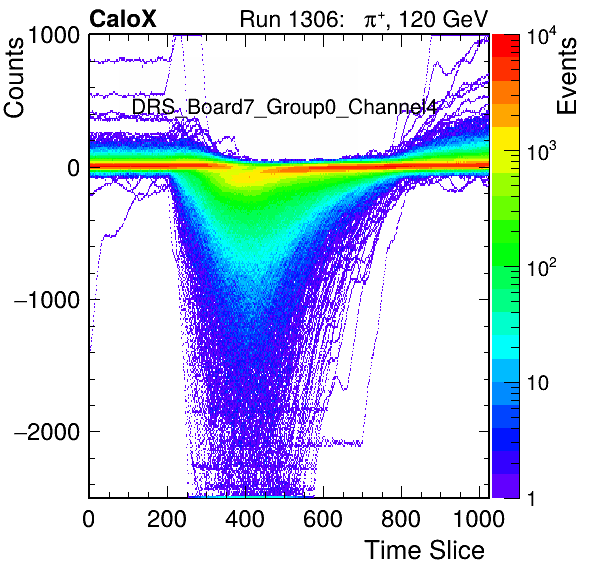 CaloX Run 1306: π⁺, 120 GeV
Counts
Events
DRS_Board7_Group0_Channel4
1000
0
−1000
−2000
0 200 400 600 800 1000
Time Slice
10⁴
10³
10²
10
1